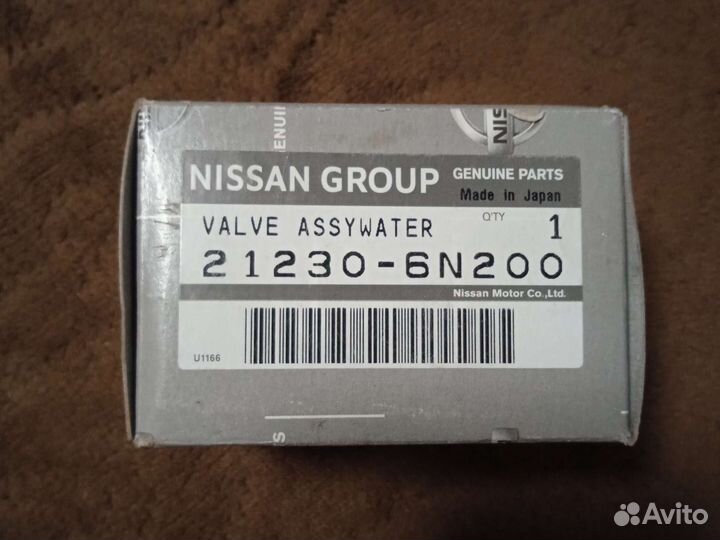 NIS
NISSAN GROUP GENUINE PARTS
Made in Japan
VALVE ASSYWATER Q'TY 1
21230-6N200
Nissan Motor Co.,Ltd.
U1166
Avito